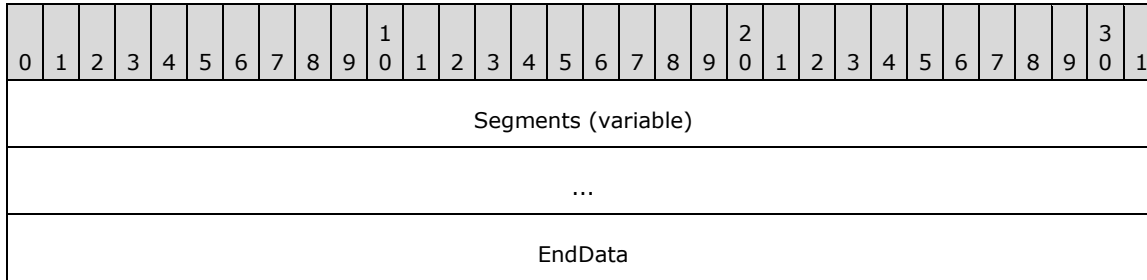 0 1 2 3 4 5 6 7 8 9 10 1 2 3 4 5 6 7 8 9 20 1 2 3 4 5 6 7 8 9 30 1
Segments (variable)
...
EndData